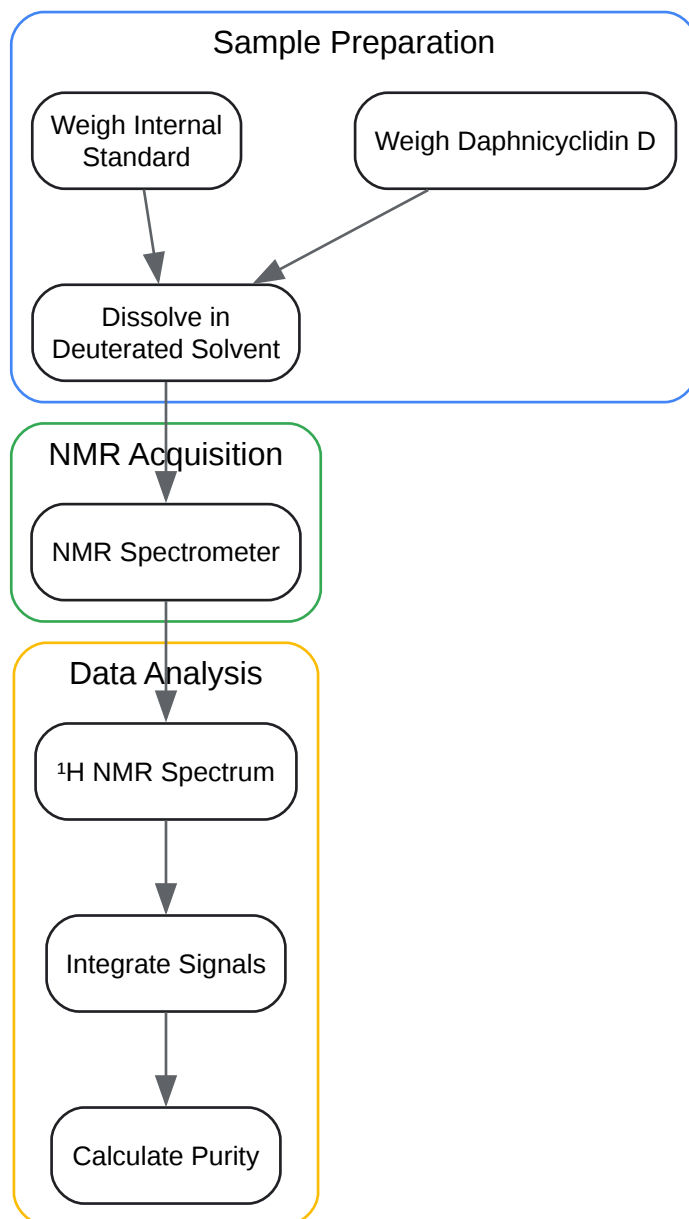 Sample Preparation
Weigh Internal
Standard
Weigh Daphnicyclidin D
Dissolve in
Deuterated Solvent
NMR Acquisition
NMR Spectrometer
Data Analysis
¹H NMR Spectrum
Integrate Signals
Calculate Purity